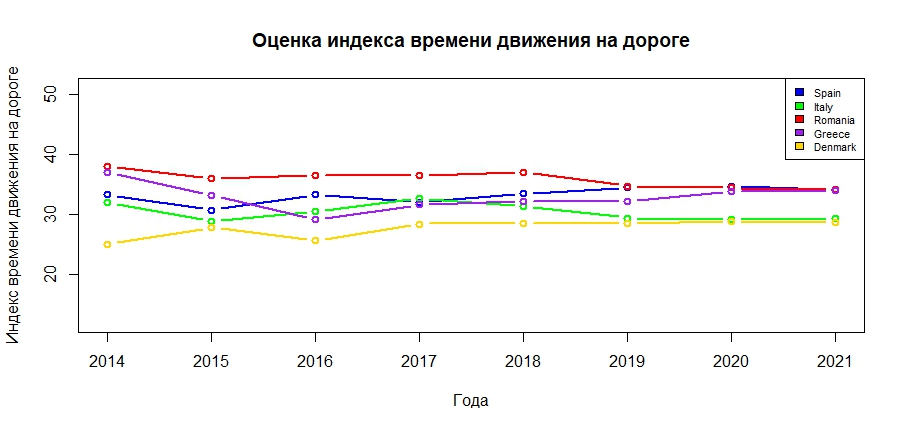 Оценка индекса времени движения на дороге
Индекс времени движения на дороге
50
40
30
20
Spain
Italy
Romania
Greece
Denmark
2014 2015 2016 2017 2018 2019 2020 2021
Года